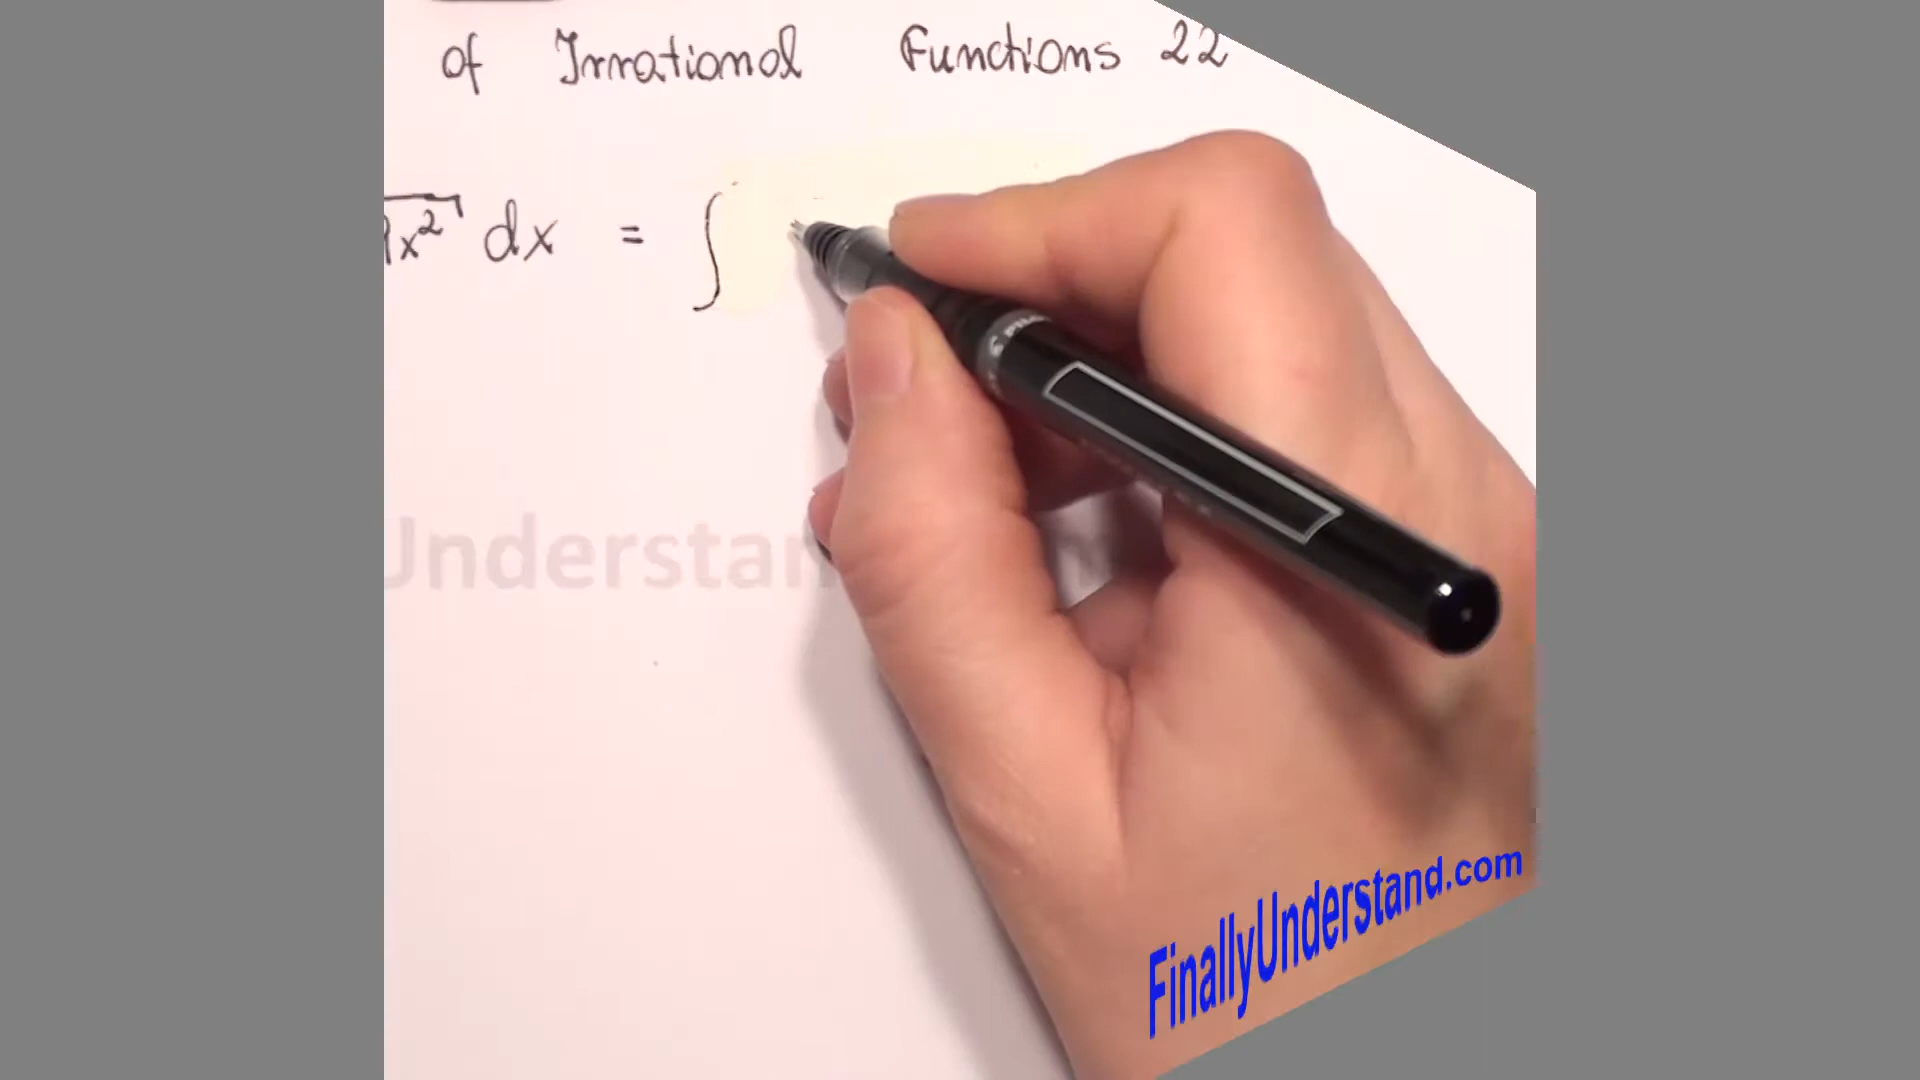 of Irrational Functions 22
x² dx = ∫
Understan
FinallyUnderstand.com